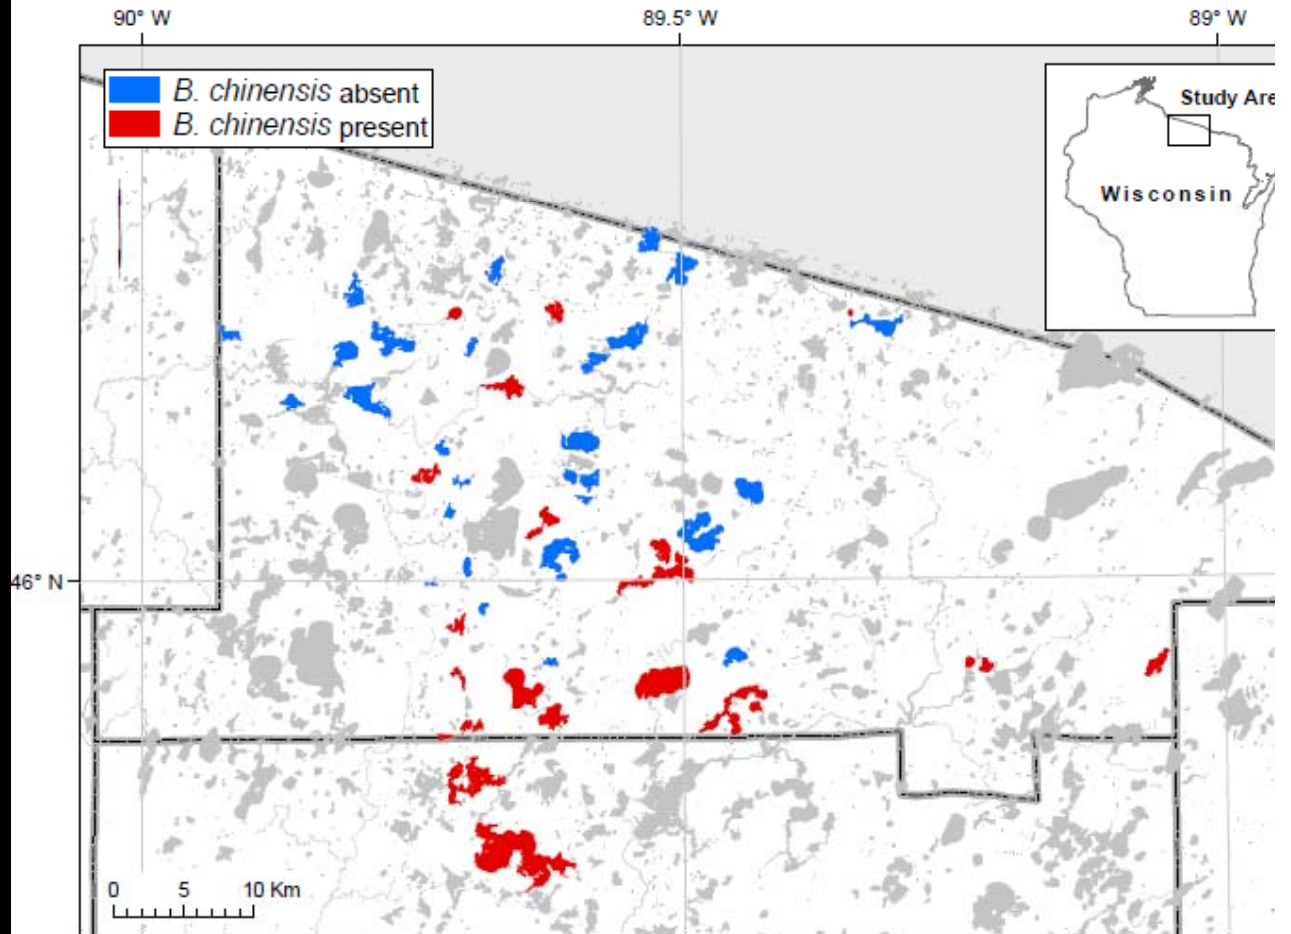 90° W 89.5° W 89° W
B. chinensis absent
B. chinensis present
Study Are
Wisconsin
46° N
0 5 10 Km